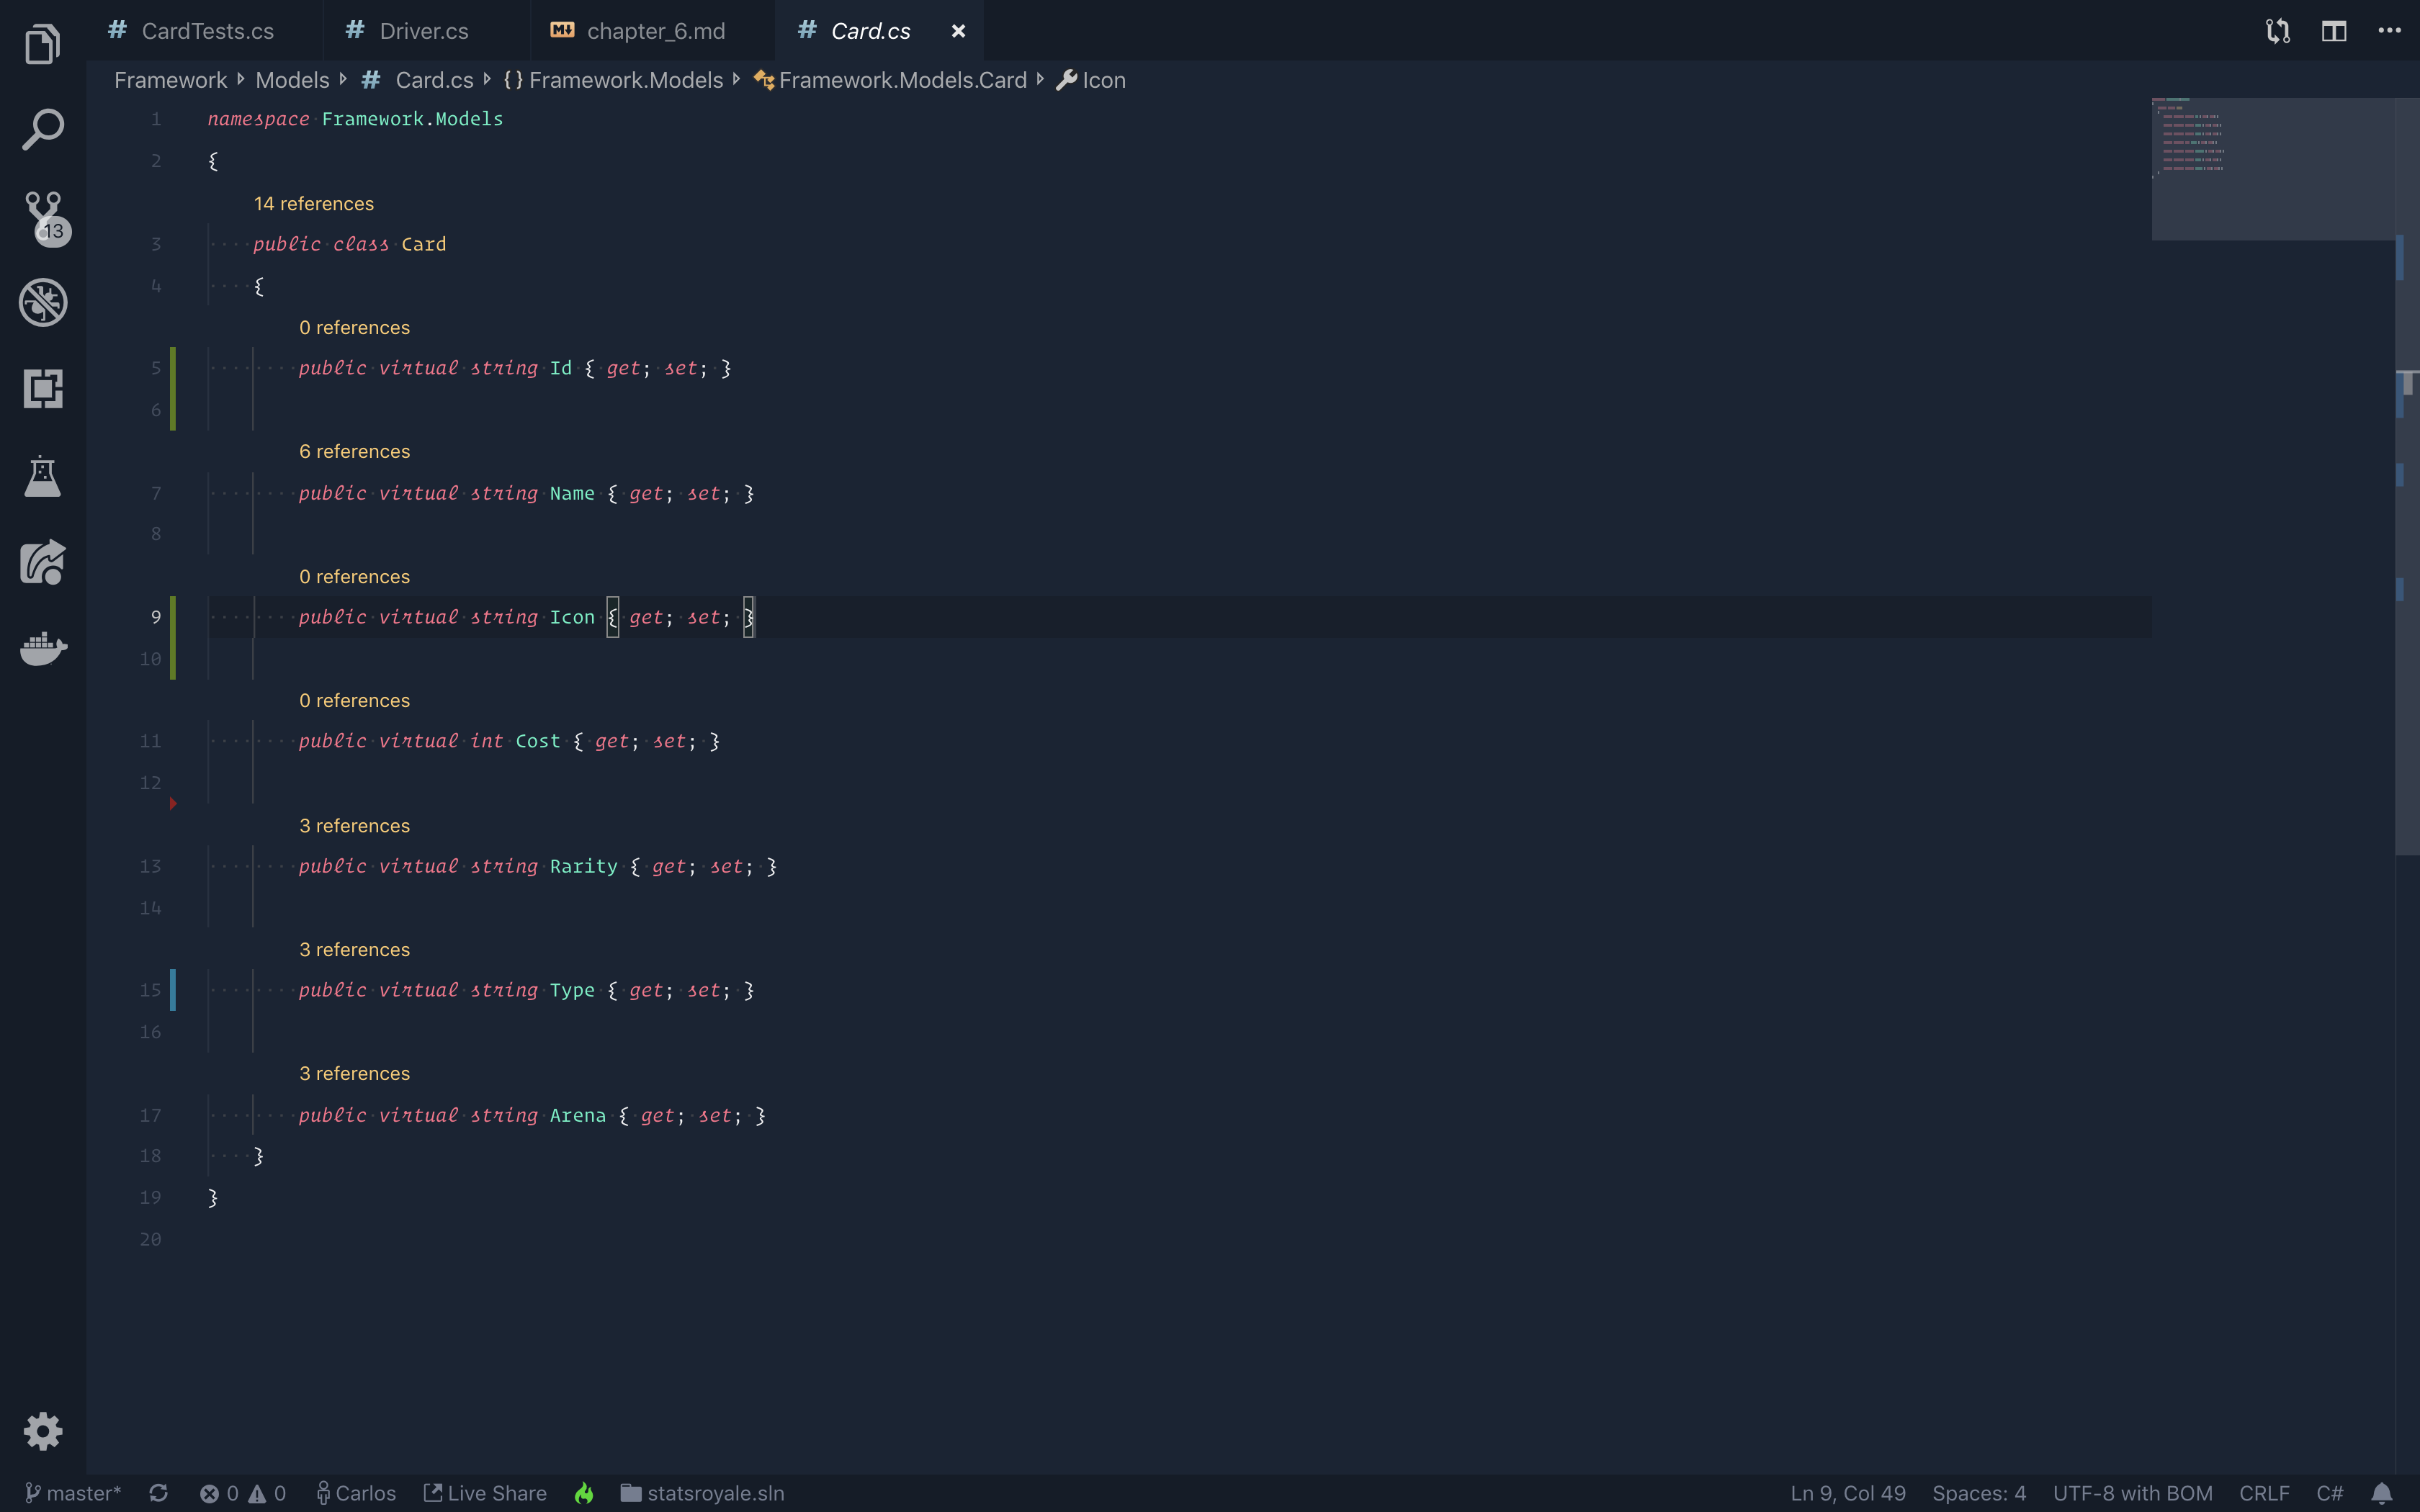 # CardTests.cs # Driver.cs M↓ chapter_6.md # Card.cs ×
Framework Models # Card.cs {} Framework.Models Framework.Models.Card Icon
1 namespace Framework.Models
2 {
14 references
3 public class Card
4 {
0 references
5 public virtual string Id { get; set; }
6
6 references
7 public virtual string Name { get; set; }
8
0 references
9 public virtual string Icon { get; set; }
10
0 references
11 public virtual int Cost { get; set; }
12
3 references
13 public virtual string Rarity { get; set; }
14
3 references
15 public virtual string Type { get; set; }
16
3 references
17 public virtual string Arena { get; set; }
18 }
19 }
20
13
master* 0 0 Carlos Live Share statsroyale.sln Ln 9, Col 49 Spaces: 4 UTF-8 with BOM CRLF C#